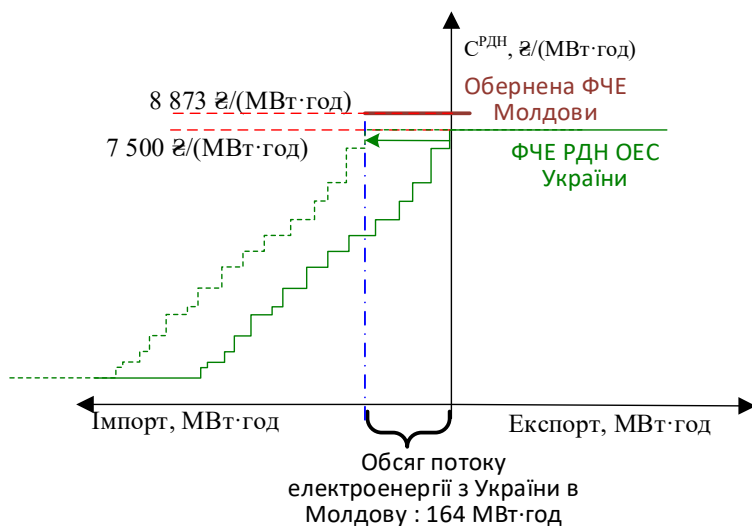 C^РДН, ₴/(МВт·год)
Обернена ФЧЕ
Молдови
8 873 ₴/(МВт·год)
7 500 ₴/(МВт·год)
ФЧЕ РДН ОЕС
України
Імпорт, МВт·год
Експорт, МВт·год
Обсяг потоку
електроенергії з України в
Молдову : 164 МВт·год